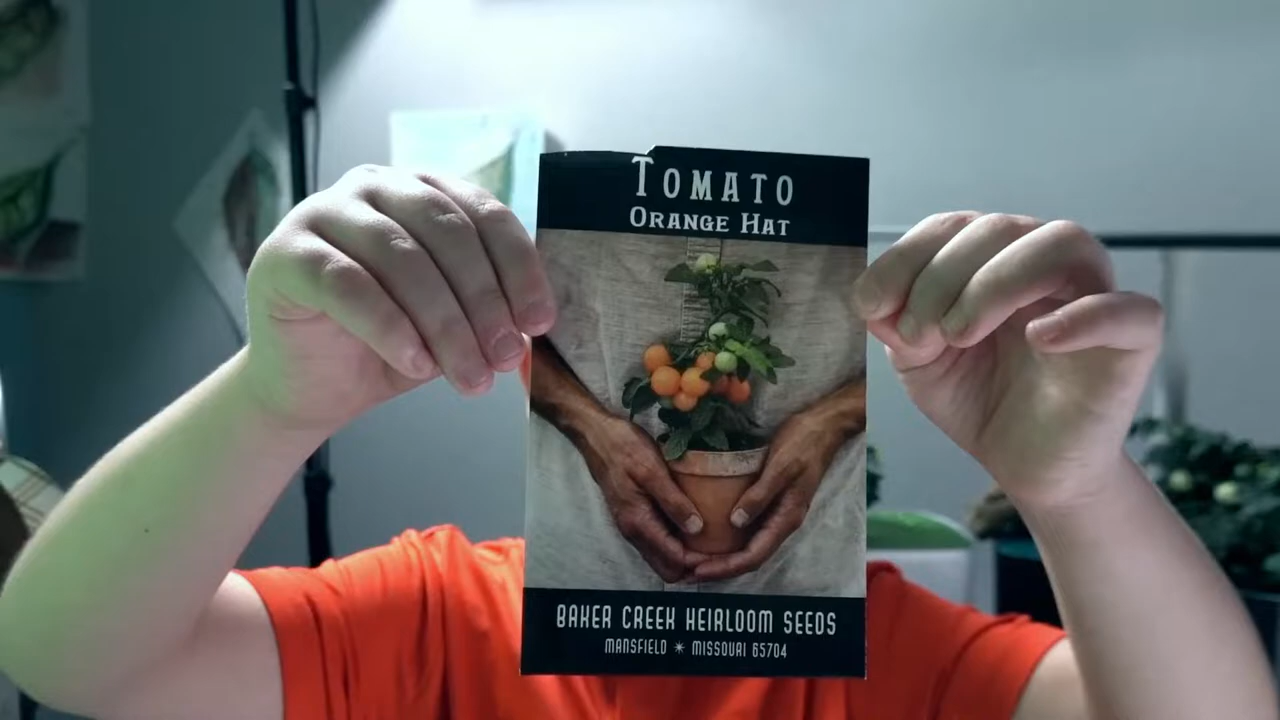 TOMATO
ORANGE HAT
BAKER CREEK HEIRLOOM SEEDS
MANSFIELD ✷ MISSOURI 65704